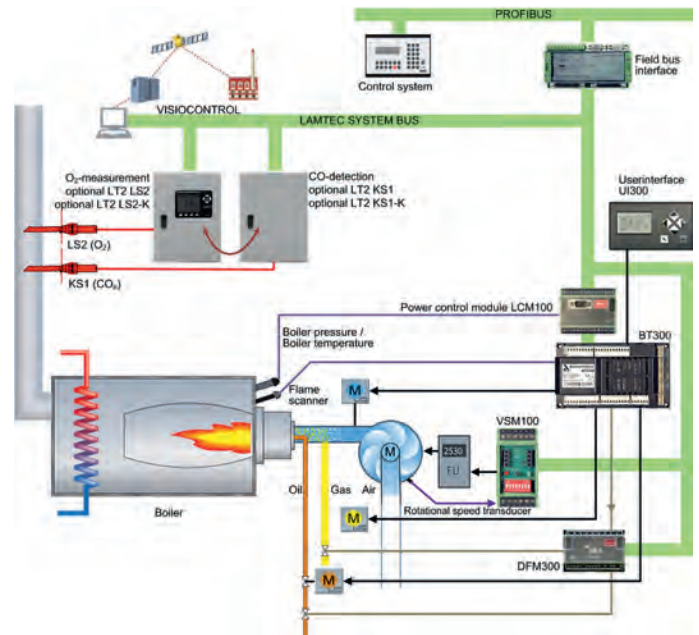 PROFIBUS
Control system
Field bus
interface
VISIOCONTROL
LAMTEC SYSTEM BUS
O₂-measurement
optional LT2 LS2
optional LT2 LS2-K
CO-detection
optional LT2 KS1
optional LT2 KS1-K
Userinterface
UI300
LS2 (O₂)
KS1 (COₑ)
Power control module LCM100
Boiler pressure /
Boiler temperature
BT300
Flame
scanner
M
VSM100
M
2530
FU
Oil
Gas
Air
Boiler
Rotational speed transducer
M
M
DFM300